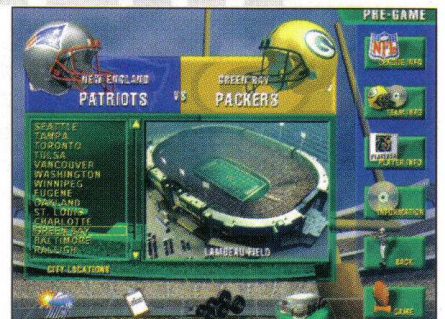 PRE-GAME
NFL
LEAGUE INFO
NEW ENGLAND
PATRIOTS
VS
GREEN BAY
PACKERS
TEAM INFO
PLAYERS
PLAYER INFO
SEATTLE
TAMPA
TORONTO
TULSA
VANCOUVER
WASHINGTON
WINNIPEG
EUGENE
OAKLAND
ST. LOUIS
CHARLOTTE
GREEN BAY
BALTIMORE
RALEIGH
CITY LOCATIONS
LAMBEAU FIELD
INFORMATION
BACK
GAME